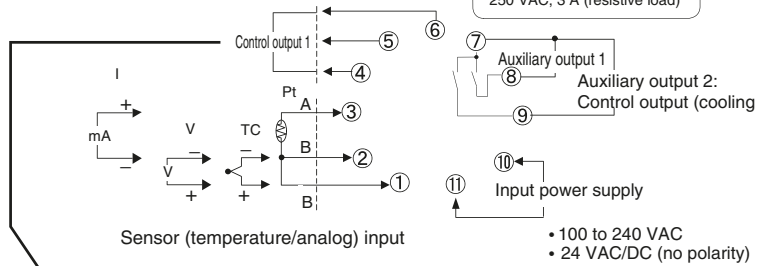 250 VAC, 3 A (resistive load)
Control output 1
⑥
⑤
④
⑦
Auxiliary output 1
⑧
Auxiliary output 2:
Control output (cooling
⑨
I
+
mA
–
V
–
V
+
TC
–
+
Pt
A
③
B
②
B
①
⑩
⑪
Input power supply
Sensor (temperature/analog) input
• 100 to 240 VAC
• 24 VAC/DC (no polarity)